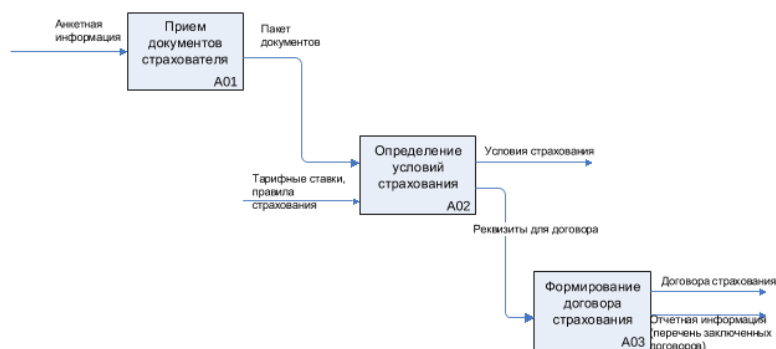 Анкетная
информация
Прием
документов
страхователя
A01
Пакет
документов
Определение
условий
страхования
A02
Условия страхования
Тарифные ставки,
правила
страхования
Реквизиты для договора
Формирование
договора
страхования
A03
Договора страхования
Отчетная информация
(перечень заключенных
договоров)